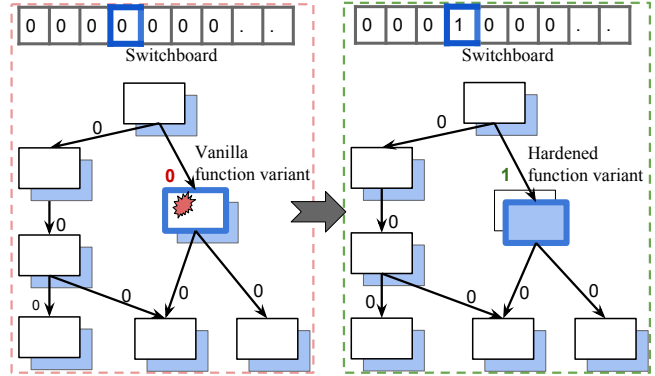 0 0 0 0 0 0 0 . .
Switchboard
0
Vanilla
0 function variant
0
0 0 0 0
0 0 0 1 0 0 0 . .
Switchboard
0
Hardened
1 function variant
0
0 0 0 0